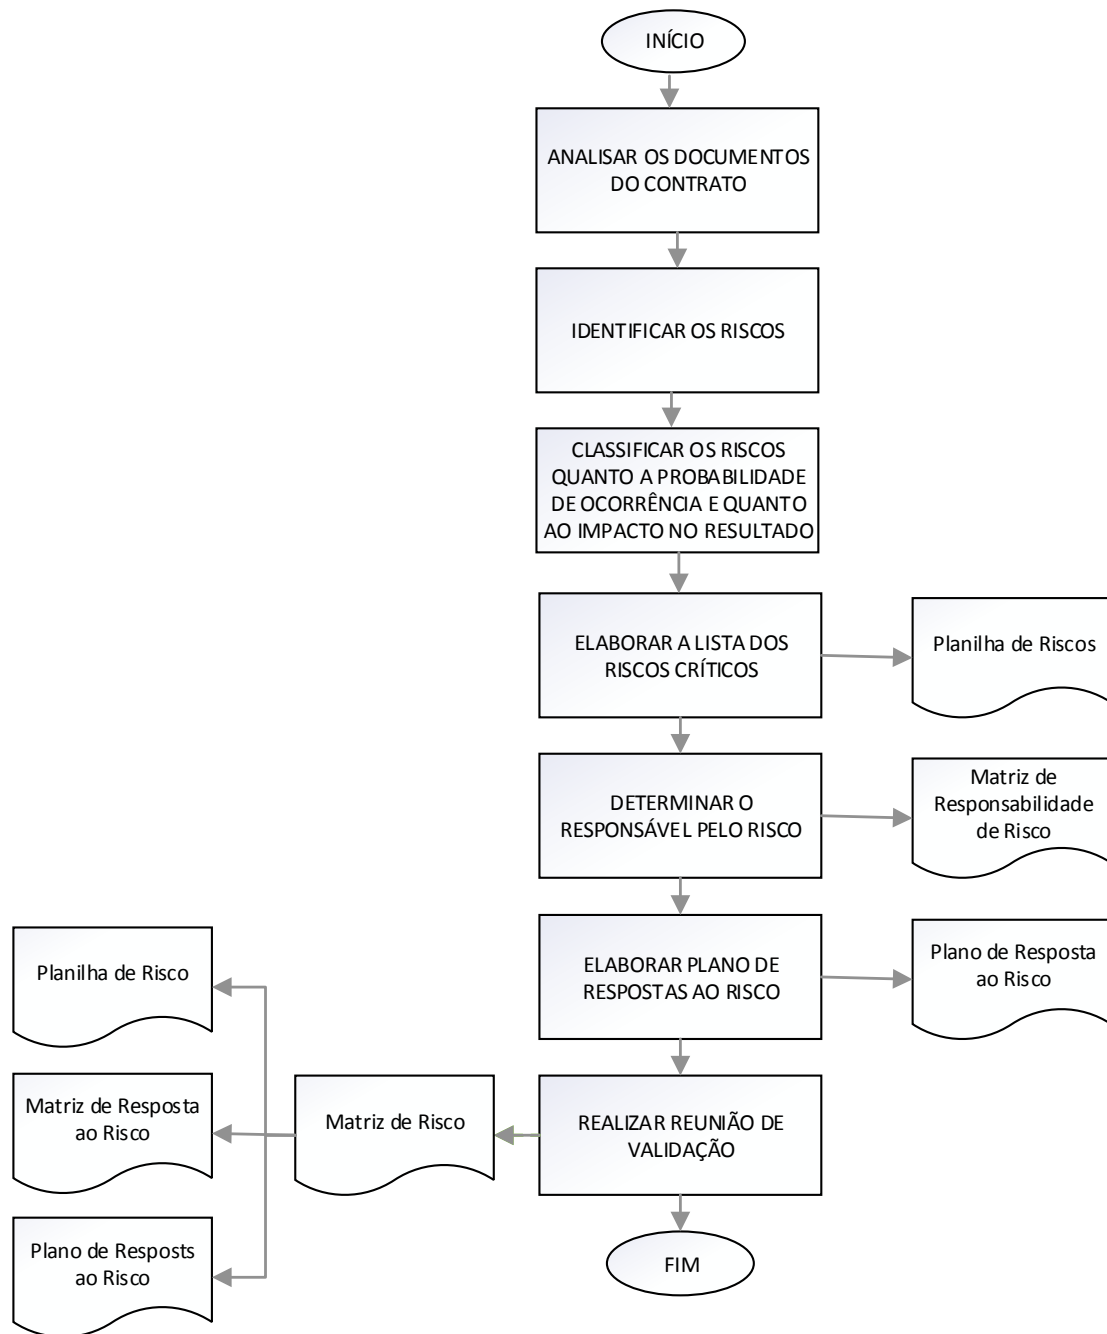 INÍCIO
ANALISAR OS DOCUMENTOS
DO CONTRATO
IDENTIFICAR OS RISCOS
CLASSIFICAR OS RISCOS
QUANTO A PROBABILIDADE
DE OCORRÊNCIA E QUANTO
AO IMPACTO NO RESULTADO
ELABORAR A LISTA DOS
RISCOS CRÍTICOS
Planilha de Riscos
DETERMINAR O
RESPONSÁVEL PELO RISCO
Matriz de
Responsabilidade
de Risco
ELABORAR PLANO DE
RESPOSTAS AO RISCO
Plano de Resposta
ao Risco
REALIZAR REUNIÃO DE
VALIDAÇÃO
Matriz de Risco
Planilha de Risco
Matriz de Resposta
ao Risco
Plano de Resposts
ao Risco
FIM